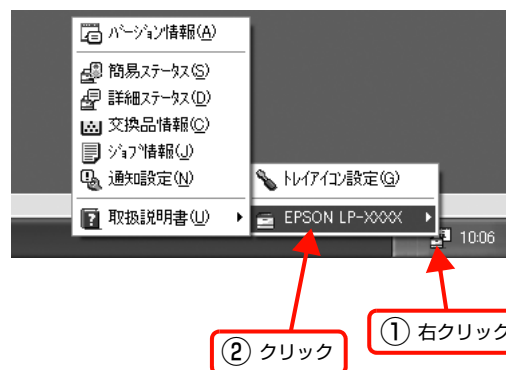 バージョン情報(A)
簡易ステータス(S)
詳細ステータス(D)
交換品情報(C)
ジョブ情報(J)
通知設定(N)
取扱説明書(U)
トレイアイコン設定(G)
EPSON LP-XXXX
10:06
① 右クリック
② クリック